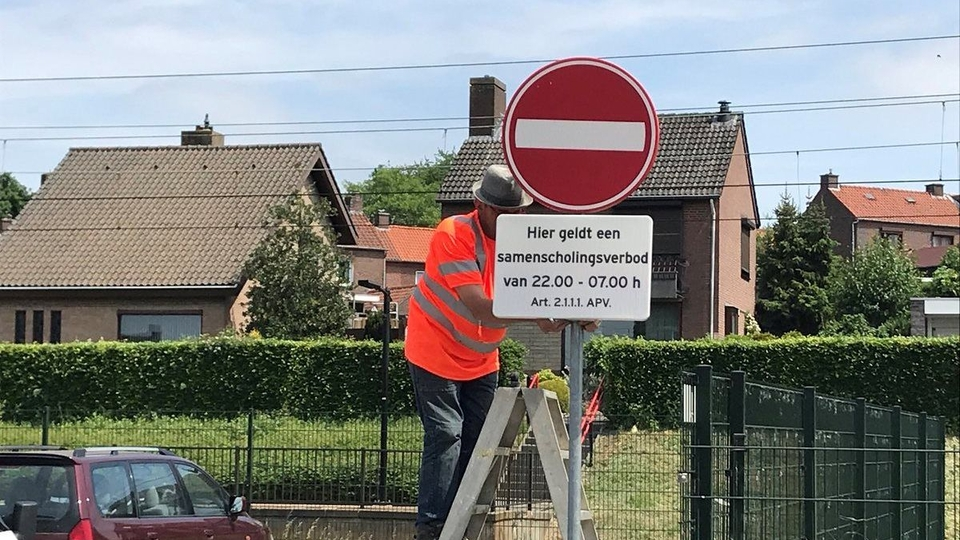 Hier geldt een
samenscholingsverbod
van 22.00 - 07.00 h
Art. 2.1.1.1. APV.